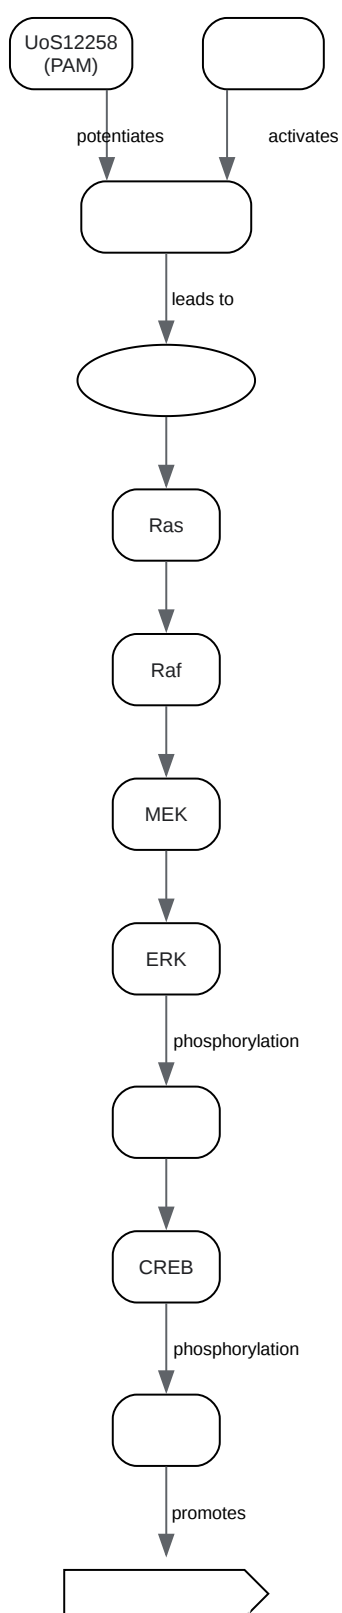 UoS12258
(PAM)
potentiates
activates
leads to
Ras
Raf
MEK
ERK
phosphorylation
CREB
phosphorylation
promotes